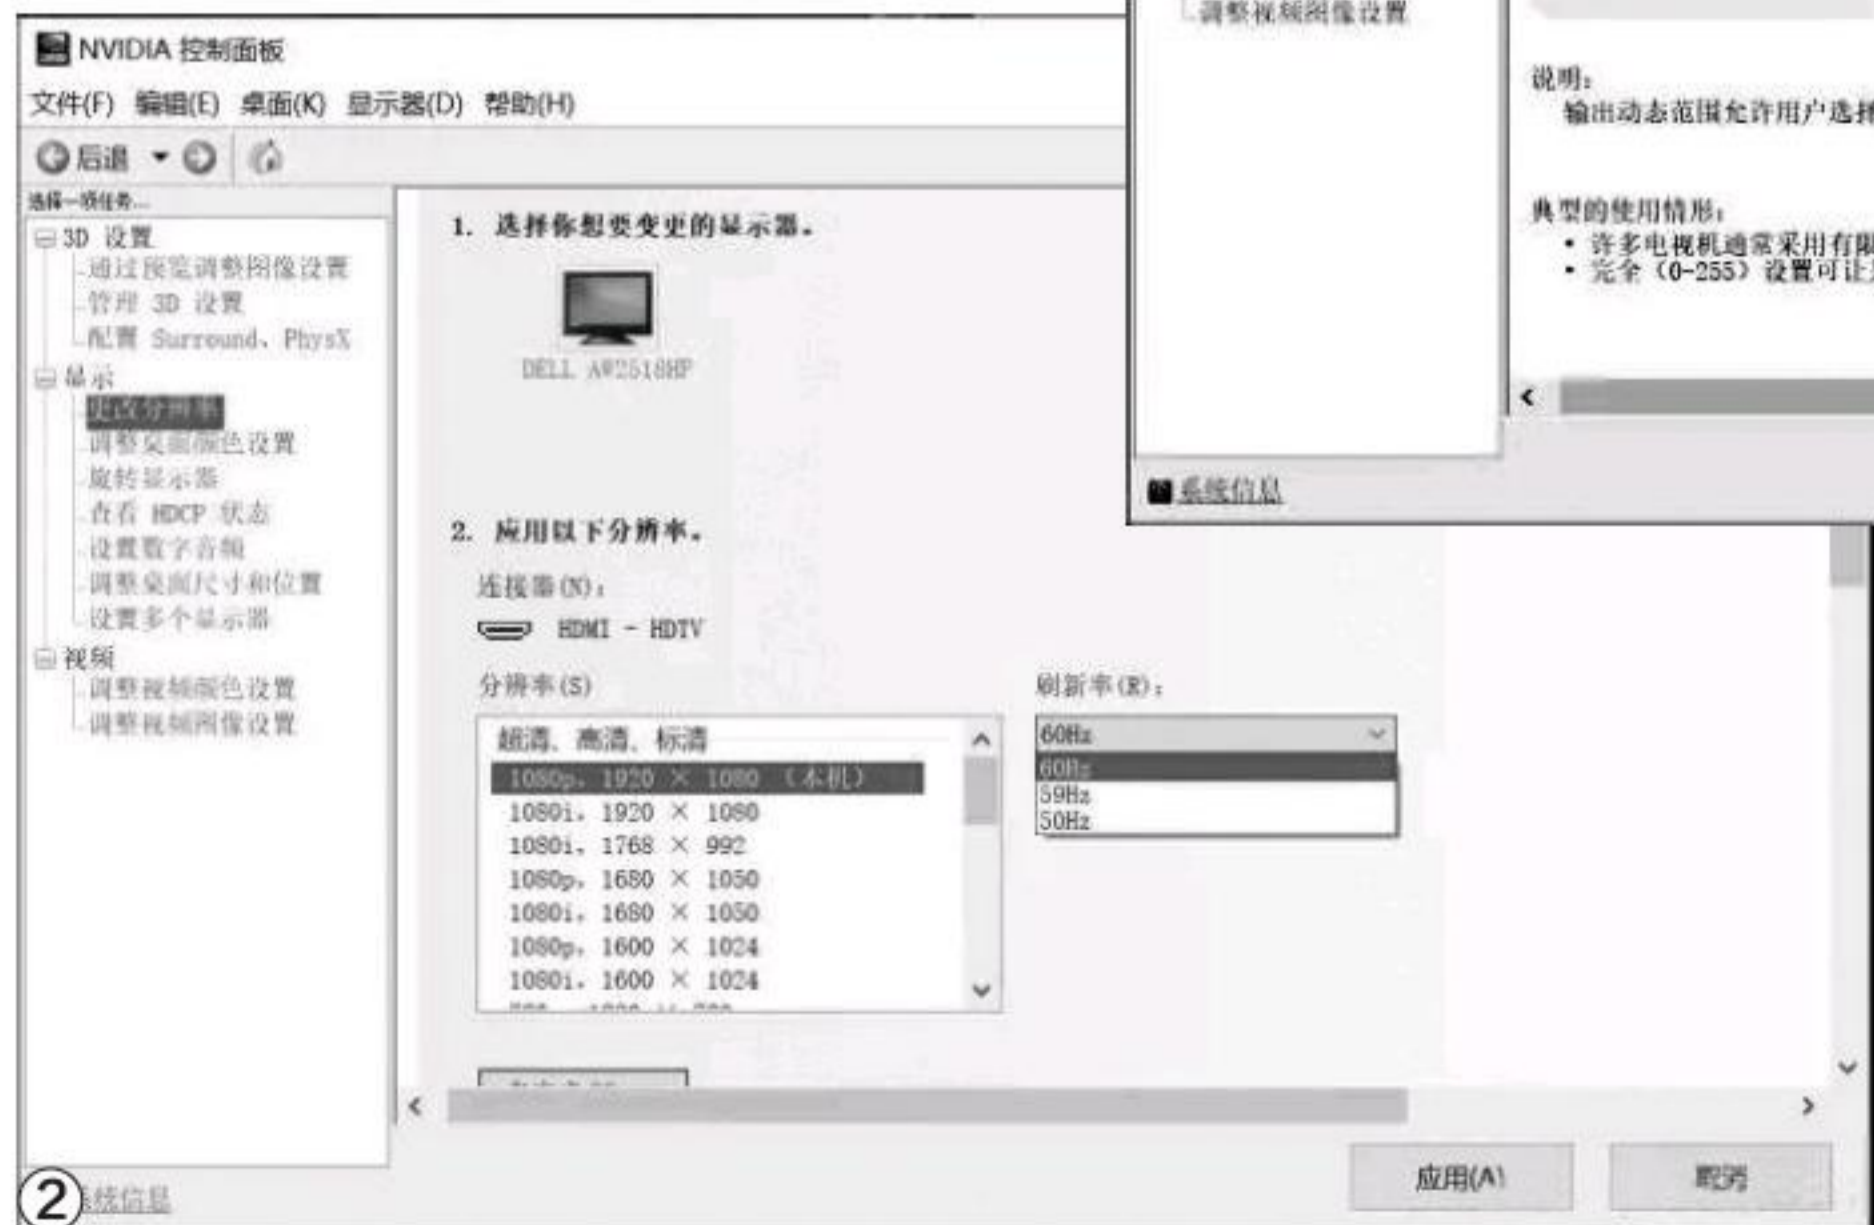 NVIDIA 控制面板
文件(F) 编辑(E) 桌面(K) 显示器(D) 帮助(H)
后退
选择一项任务...
3D 设置
通过预览调整图像设置
管理 3D 设置
配置 Surround、PhysX
显示
更改分辨率
调整桌面颜色设置
旋转显示器
查看 HDCP 状态
设置数字音频
调整桌面尺寸和位置
设置多个显示器
视频
调整视频颜色设置
调整视频图像设置
② 系统信息
1. 选择你想要变更的显示器。
DELL AW2518HF
2. 应用以下分辨率。
连接器(N)：
HDMI - HDTV
分辨率(S)
超清、高清、标清
1080p，1920 × 1080 （本机）
1080i，1920 × 1080
1080i，1768 × 992
1080p，1680 × 1050
1080i，1680 × 1050
1080p，1600 × 1024
1080i，1600 × 1024
刷新率(R)：
60Hz
60Hz
59Hz
50Hz
应用(A)
取消
调整视频图像设置
系统信息
说明：
输出动态范围允许用户选择
典型的使用情形：
• 许多电视机通常采用有限
• 完全（0-255）设置可让